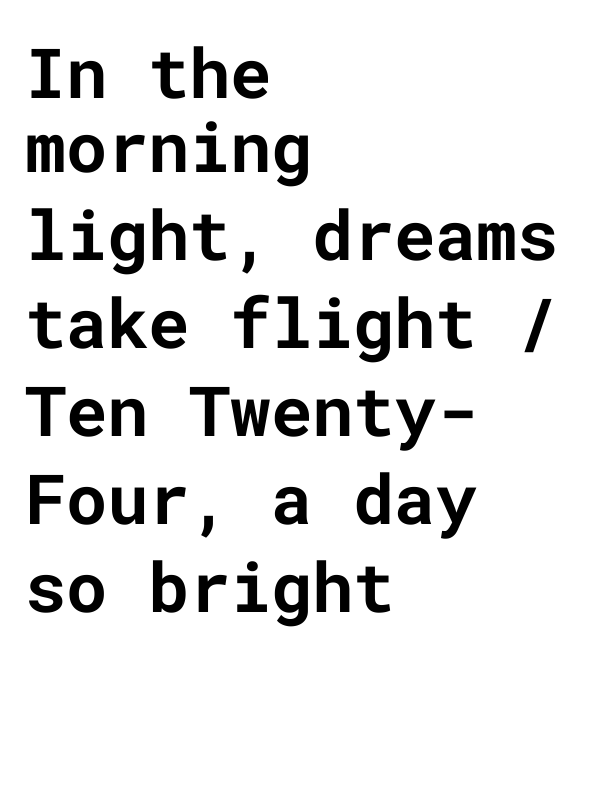 In the
morning
light, dreams
take flight /
Ten Twenty-
Four, a day
so bright